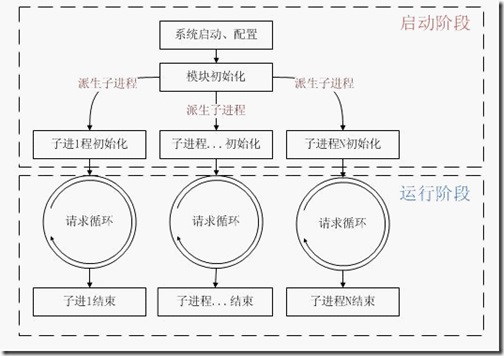 启动阶段
系统启动、配置
模块初始化
派生子进程
派生子进程
派生子进程
子进1程初始化
子进程...初始化
子进程N初始化
运行阶段
请求循环
请求循环
请求循环
子进1结束
子进程...结束
子进程N结束